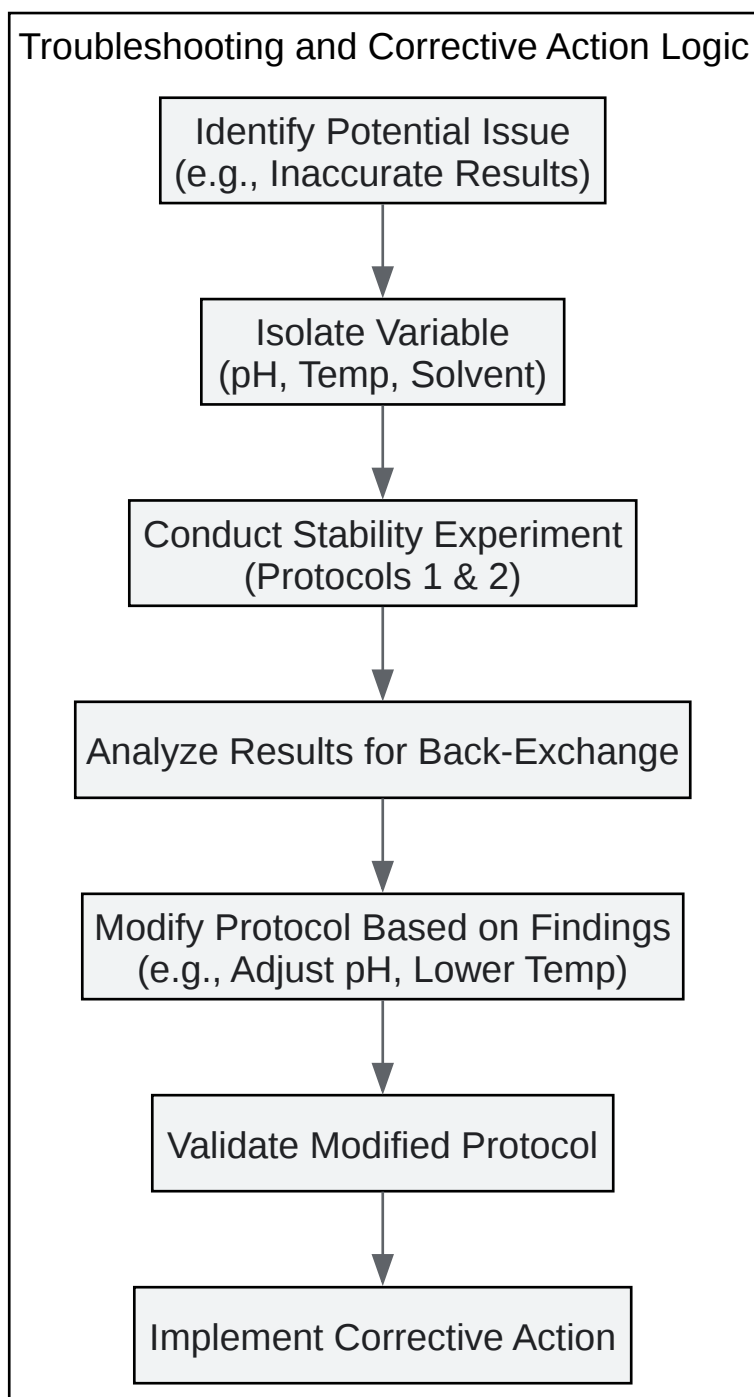 Troubleshooting and Corrective Action Logic
Identify Potential Issue
(e.g., Inaccurate Results)
Isolate Variable
(pH, Temp, Solvent)
Conduct Stability Experiment
(Protocols 1 & 2)
Analyze Results for Back-Exchange
Modify Protocol Based on Findings
(e.g., Adjust pH, Lower Temp)
Validate Modified Protocol
Implement Corrective Action